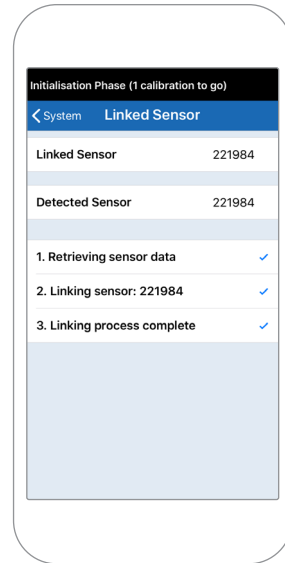 Initialisation Phase (1 calibration to go)
System Linked Sensor
Linked Sensor 221984
Detected Sensor 221984
1. Retrieving sensor data
2. Linking sensor: 221984
3. Linking process complete